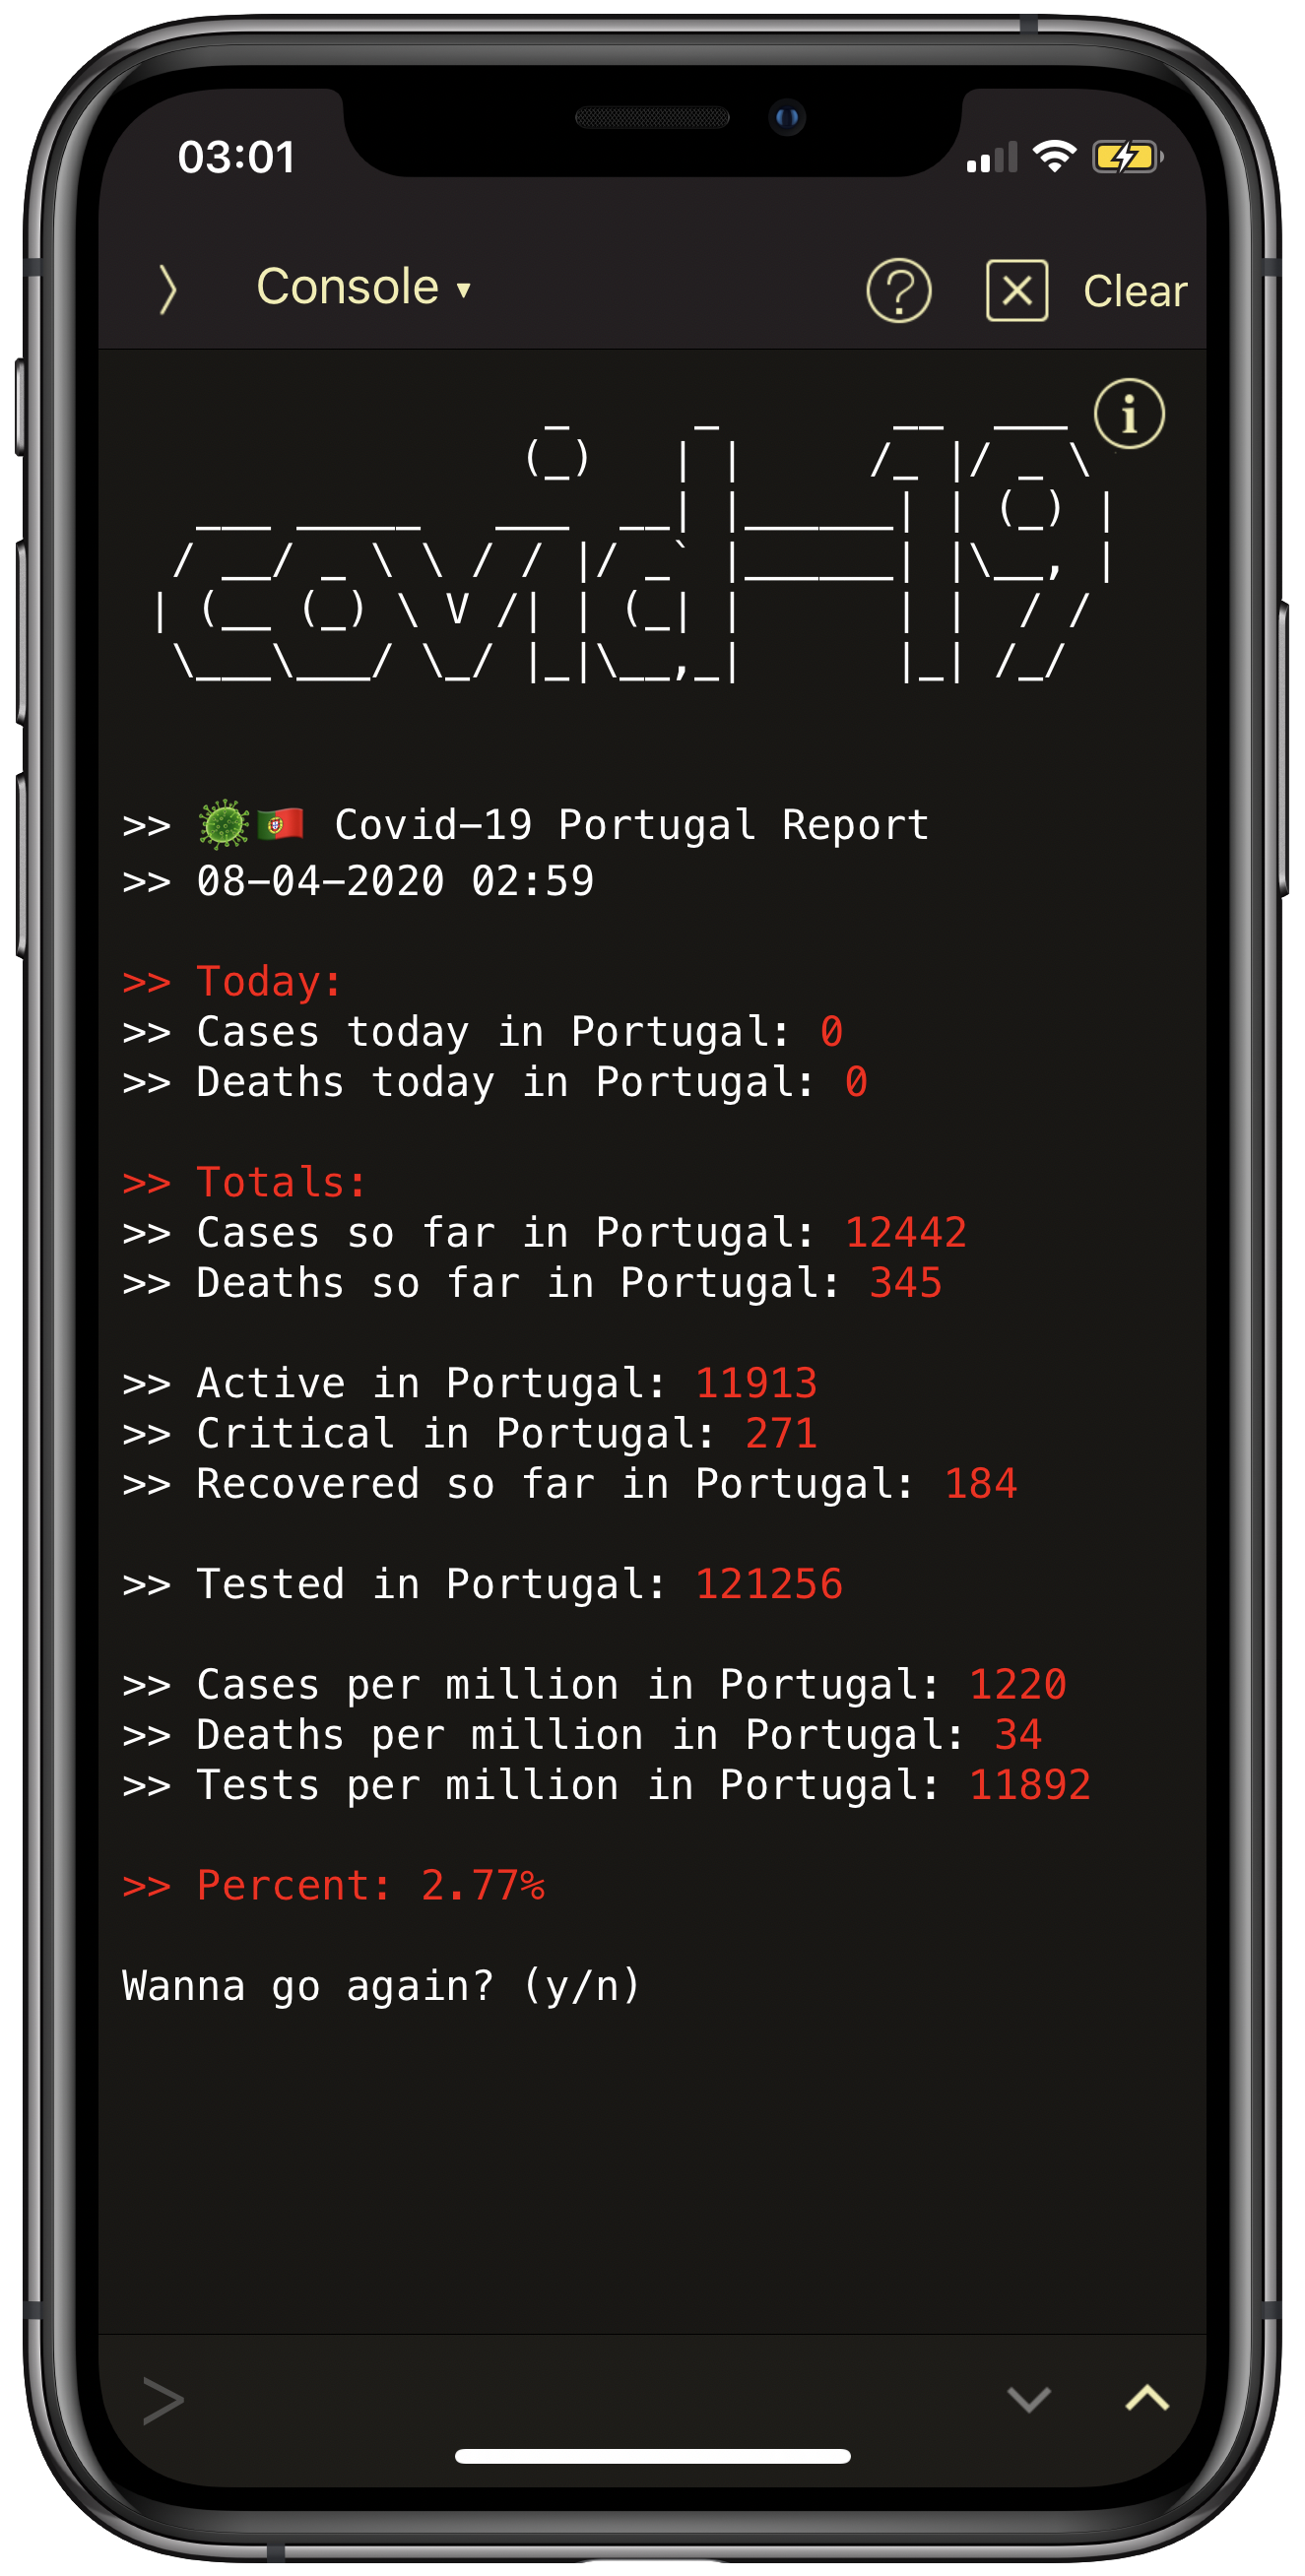 03:01
Console ▾
? Clear
i
covid-19
>> 🦠🇵🇹 Covid-19 Portugal Report
>> 08-04-2020 02:59
>> Today:
>> Cases today in Portugal: 0
>> Deaths today in Portugal: 0
>> Totals:
>> Cases so far in Portugal: 12442
>> Deaths so far in Portugal: 345
>> Active in Portugal: 11913
>> Critical in Portugal: 271
>> Recovered so far in Portugal: 184
>> Tested in Portugal: 121256
>> Cases per million in Portugal: 1220
>> Deaths per million in Portugal: 34
>> Tests per million in Portugal: 11892
>> Percent: 2.77%
Wanna go again? (y/n)
>